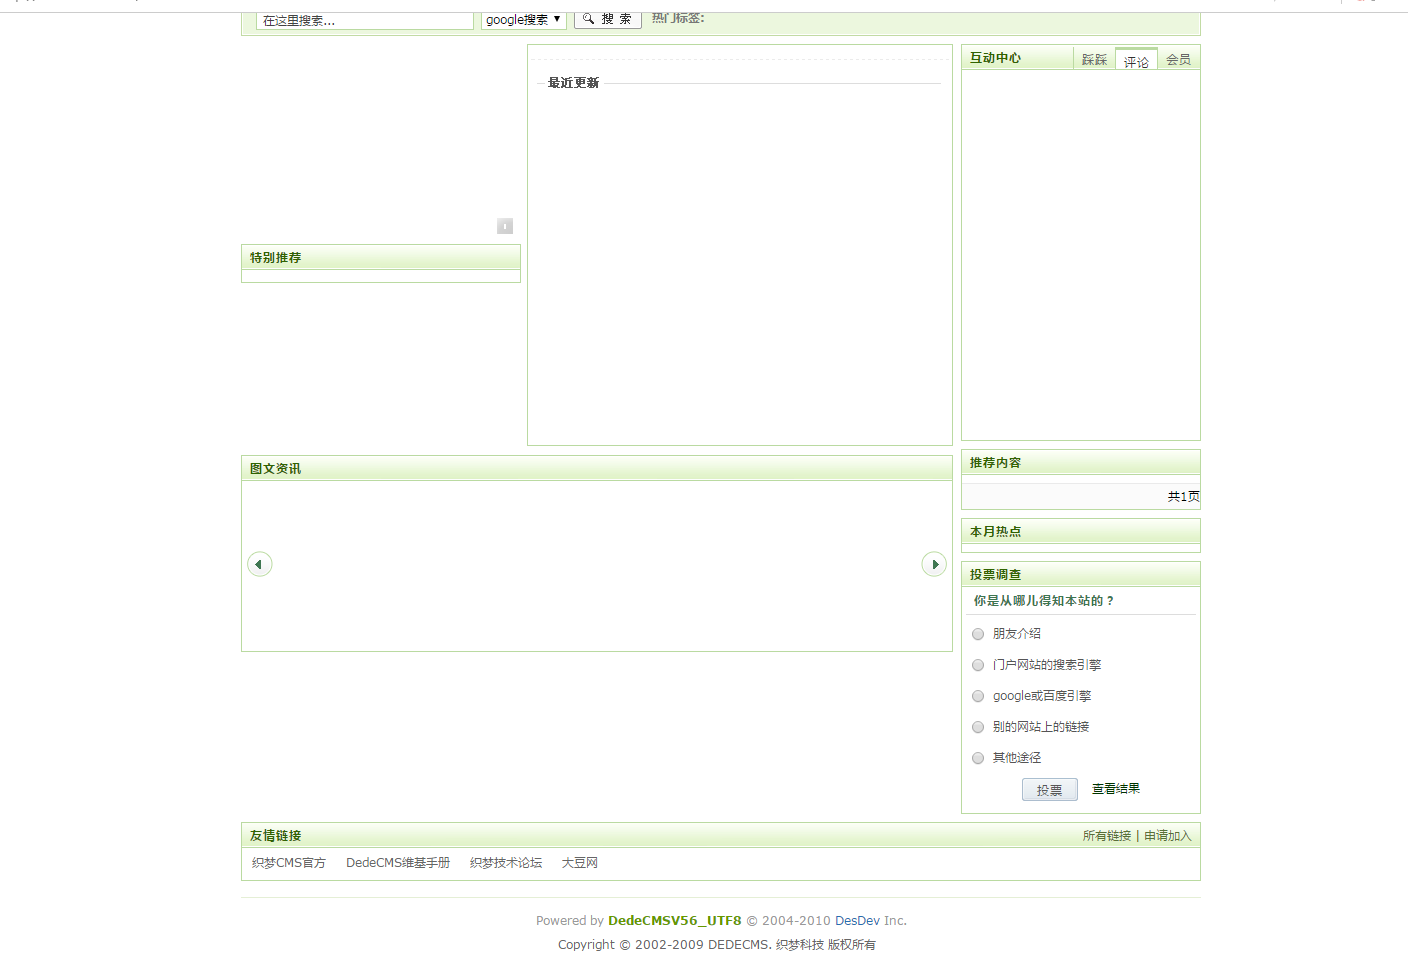 在这里搜索...
google搜索
搜 索
热门标签:
最近更新
互动中心 踩踩 评论 会员
特别推荐
图文资讯
推荐内容
共1页
本月热点
投票调查
你是从哪儿得知本站的？
朋友介绍
门户网站的搜索引擎
google或百度引擎
别的网站上的链接
其他途径
投票 查看结果
友情链接 所有链接 | 申请加入
织梦CMS官方 DedeCMS维基手册 织梦技术论坛 大豆网
Powered by DedeCMSV56_UTF8 © 2004-2010 DesDev Inc.
Copyright © 2002-2009 DEDECMS. 织梦科技 版权所有